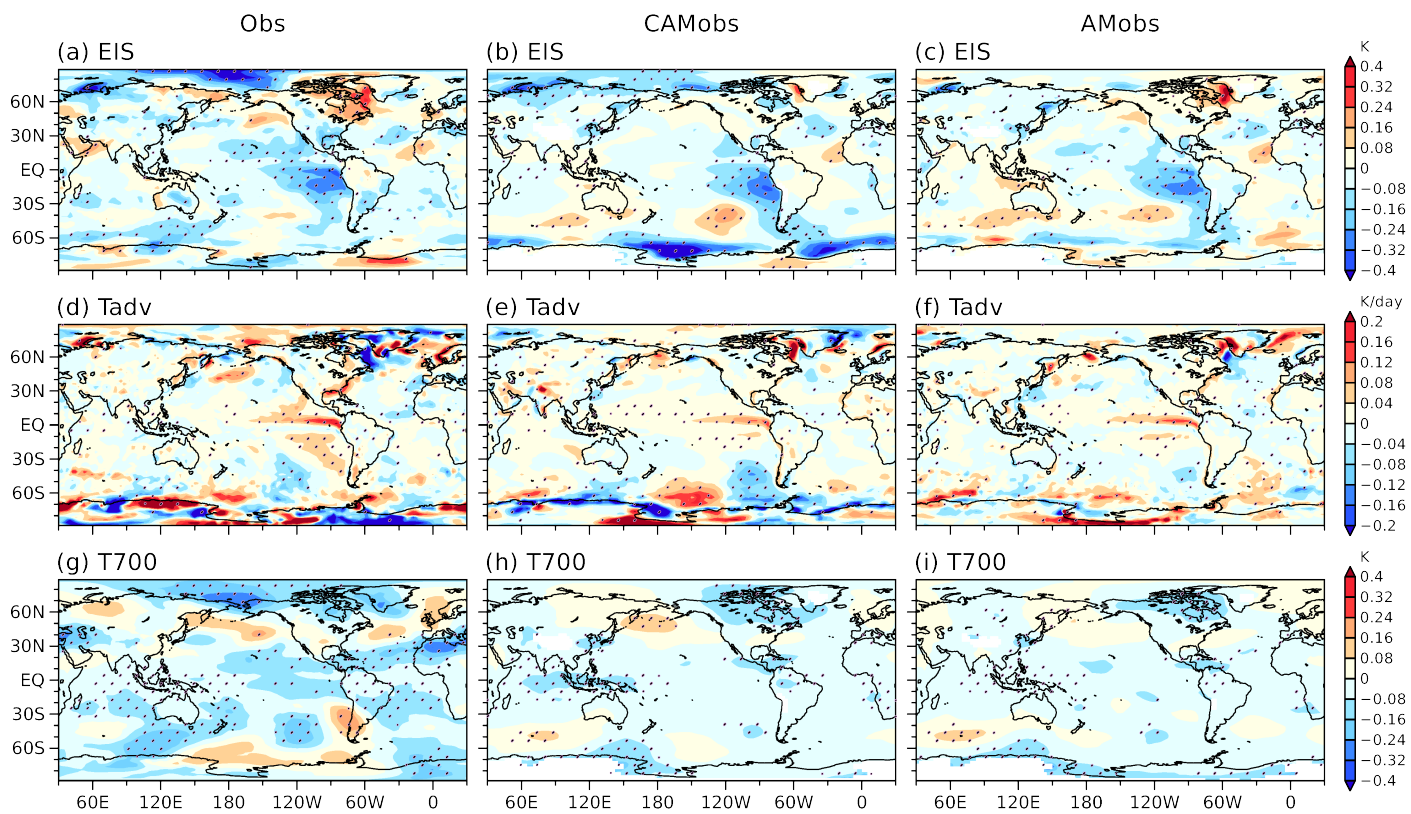 Obs CAMobs AMobs
(a) EIS (b) EIS (c) EIS K
60N 30N EQ 30S 60S
0.4 0.32 0.24 0.16 0.08 0 −0.08 −0.16 −0.24 −0.32 −0.4
(d) Tadv (e) Tadv (f) Tadv K/day
60N 30N EQ 30S 60S
0.2 0.16 0.12 0.08 0.04 0 −0.04 −0.08 −0.12 −0.16 −0.2
(g) T700 (h) T700 (i) T700 K
60N 30N EQ 30S 60S
0.4 0.32 0.24 0.16 0.08 0 −0.08 −0.16 −0.24 −0.32 −0.4
60E 120E 180 120W 60W 0 60E 120E 180 120W 60W 0 60E 120E 180 120W 60W 0